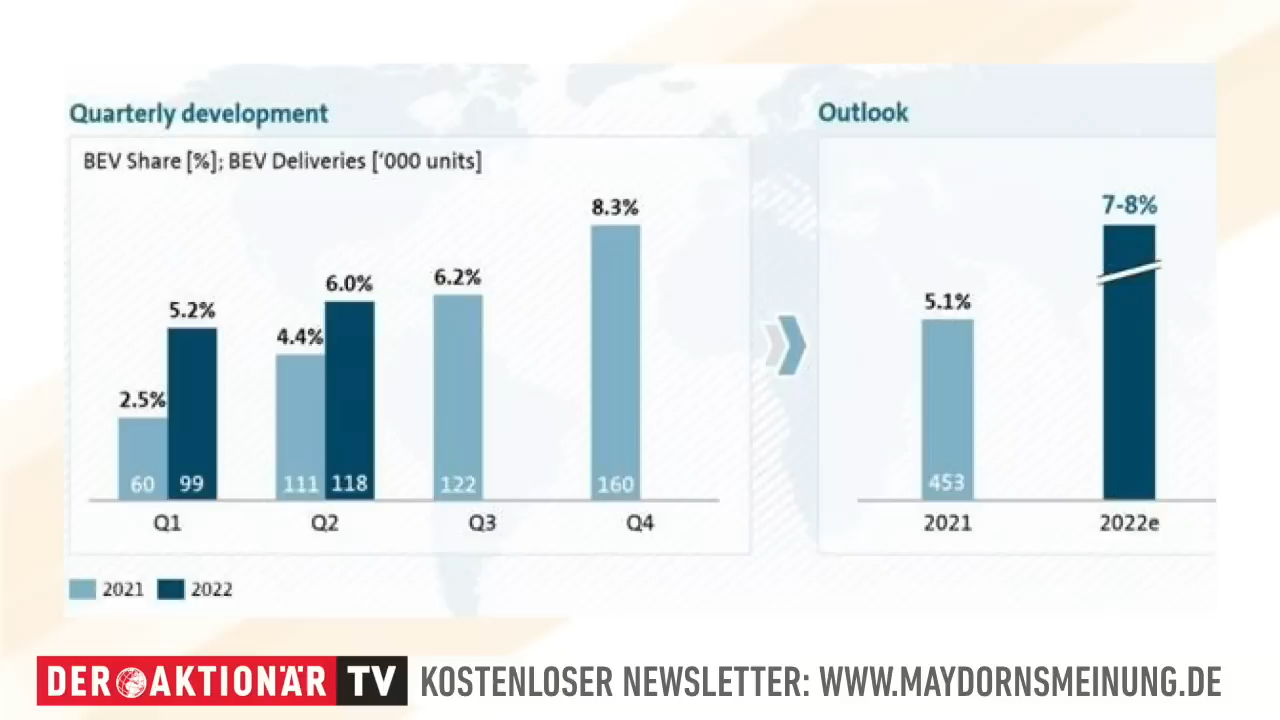 Quarterly development
BEV Share [%]; BEV Deliveries ['000 units]
2.5%
5.2%
4.4%
6.0%
6.2%
8.3%
60
99
111
118
122
160
Q1
Q2
Q3
Q4
2021
2022
Outlook
5.1%
7-8%
453
2021
2022e
DER AKTIONÄR TV
KOSTENLOSER NEWSLETTER: WWW.MAYDORNSMEINUNG.DE